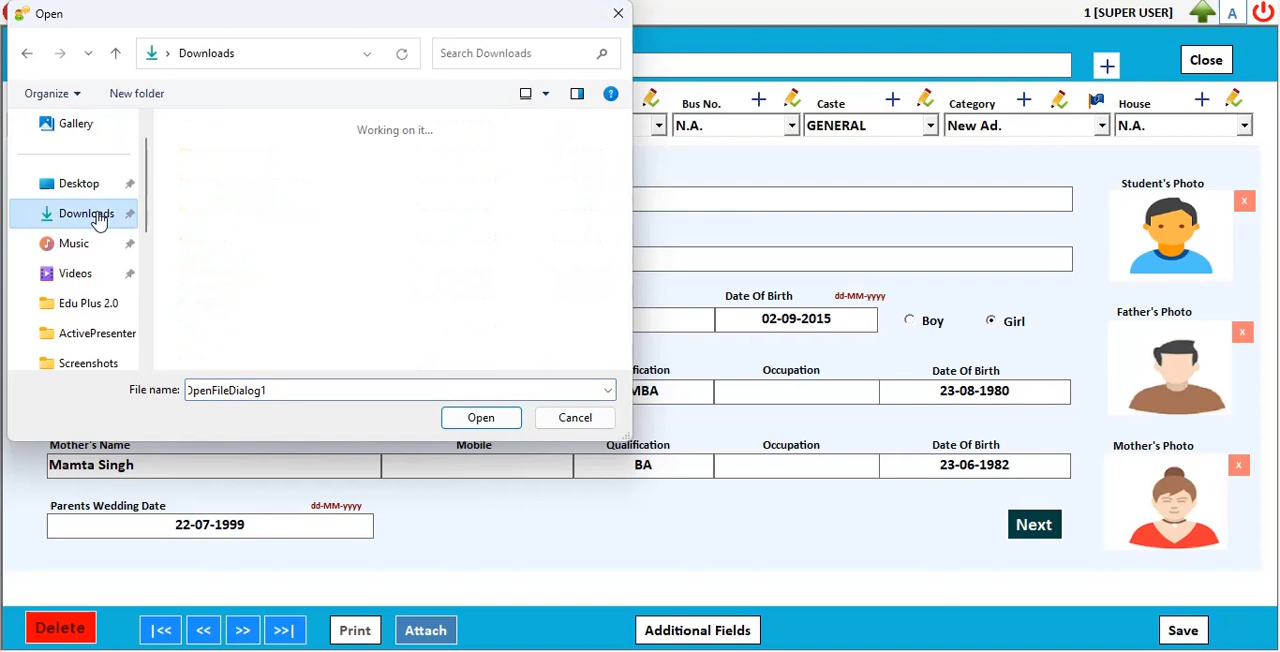 Open
1 [SUPER USER]
A
Downloads
Search Downloads
Close
Organize
New folder
Bus No.
Caste
Category
House
N.A.
GENERAL
New Ad.
N.A.
Gallery
Working on it...
Desktop
Downloads
Music
Videos
Edu Plus 2.0
ActivePresenter
Screenshots
File name:
OpenFileDialog1
Open
Cancel
Student's Photo
X
Date Of Birth
dd-MM-yyyy
02-09-2015
Boy
Girl
Father's Photo
X
Occupation
Date Of Birth
MBA
23-08-1980
Mother's Name
Mobile
Qualification
Occupation
Date Of Birth
Mother's Photo
Mamta Singh
BA
23-06-1982
X
Parents Wedding Date
dd-MM-yyyy
22-07-1999
Next
Delete
|<<
<<
>>
>>|
Print
Attach
Additional Fields
Save